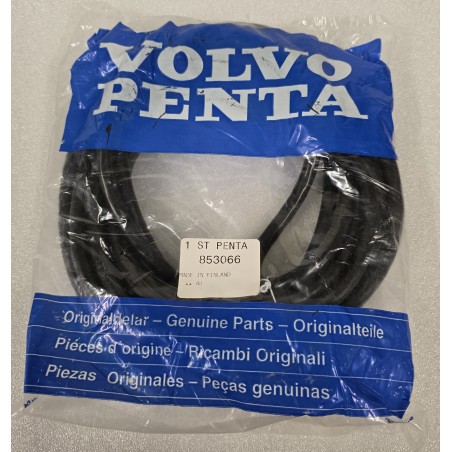 VOLVO
PENTA
1 ST PENTA
853066
MADE IN FINLAND
Originaldelar – Genuine Parts – Originalteile
Piéces d'origine – Ricambi Originali
Piezas Originales – Peças genuinas